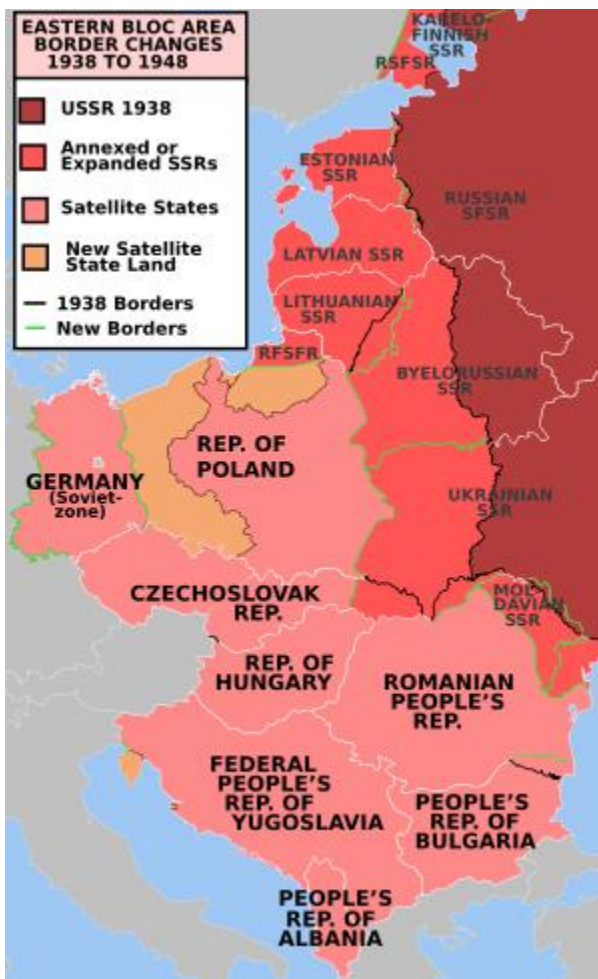 EASTERN BLOC AREA
BORDER CHANGES
1938 TO 1948
USSR 1938
Annexed or
Expanded SSRs
Satellite States
New Satellite
State Land
1938 Borders
New Borders
KARELO-
FINNISH
SSR
RSFSR
ESTONIAN
SSR
RUSSIAN
SFSR
LATVIAN SSR
LITHUANIAN
SSR
RFSFR
BYELORUSSIAN
SSR
REP. OF
POLAND
GERMANY
(Soviet-
zone)
UKRAINIAN
SSR
CZECHOSLOVAK
REP.
MOL-
DAVIAN
SSR
REP. OF
HUNGARY
ROMANIAN
PEOPLE'S
REP.
FEDERAL
PEOPLE'S
REP. OF
YUGOSLAVIA
PEOPLE'S
REP. OF
BULGARIA
PEOPLE'S
REP. OF
ALBANIA